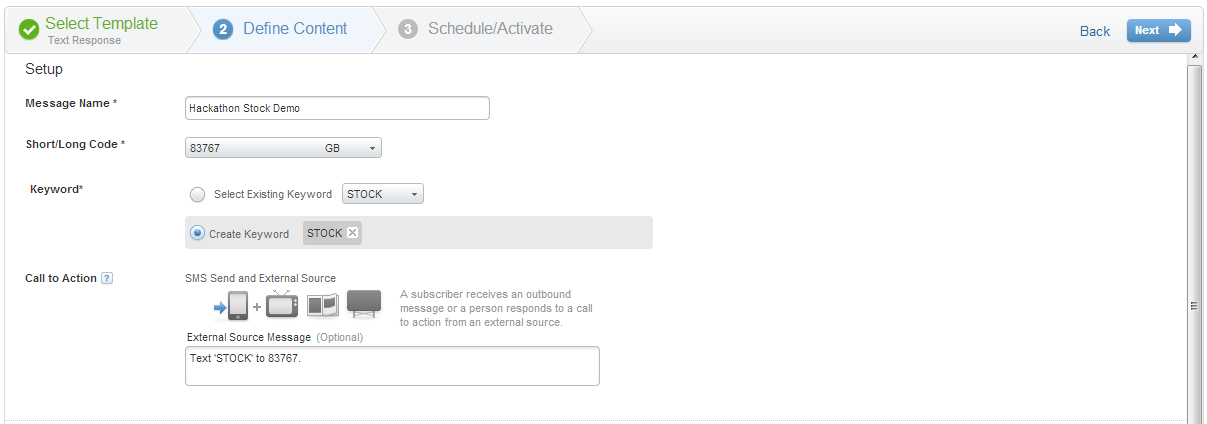 Select Template
Text Response
2 Define Content
3 Schedule/Activate
Back
Next
Setup
Message Name *
Hackathon Stock Demo
Short/Long Code *
83767 GB
Keyword*
Select Existing Keyword STOCK
Create Keyword STOCK
Call to Action ?
SMS Send and External Source
+
A subscriber receives an outbound
message or a person responds to a call
to action from an external source.
External Source Message (Optional)
Text 'STOCK' to 83767.